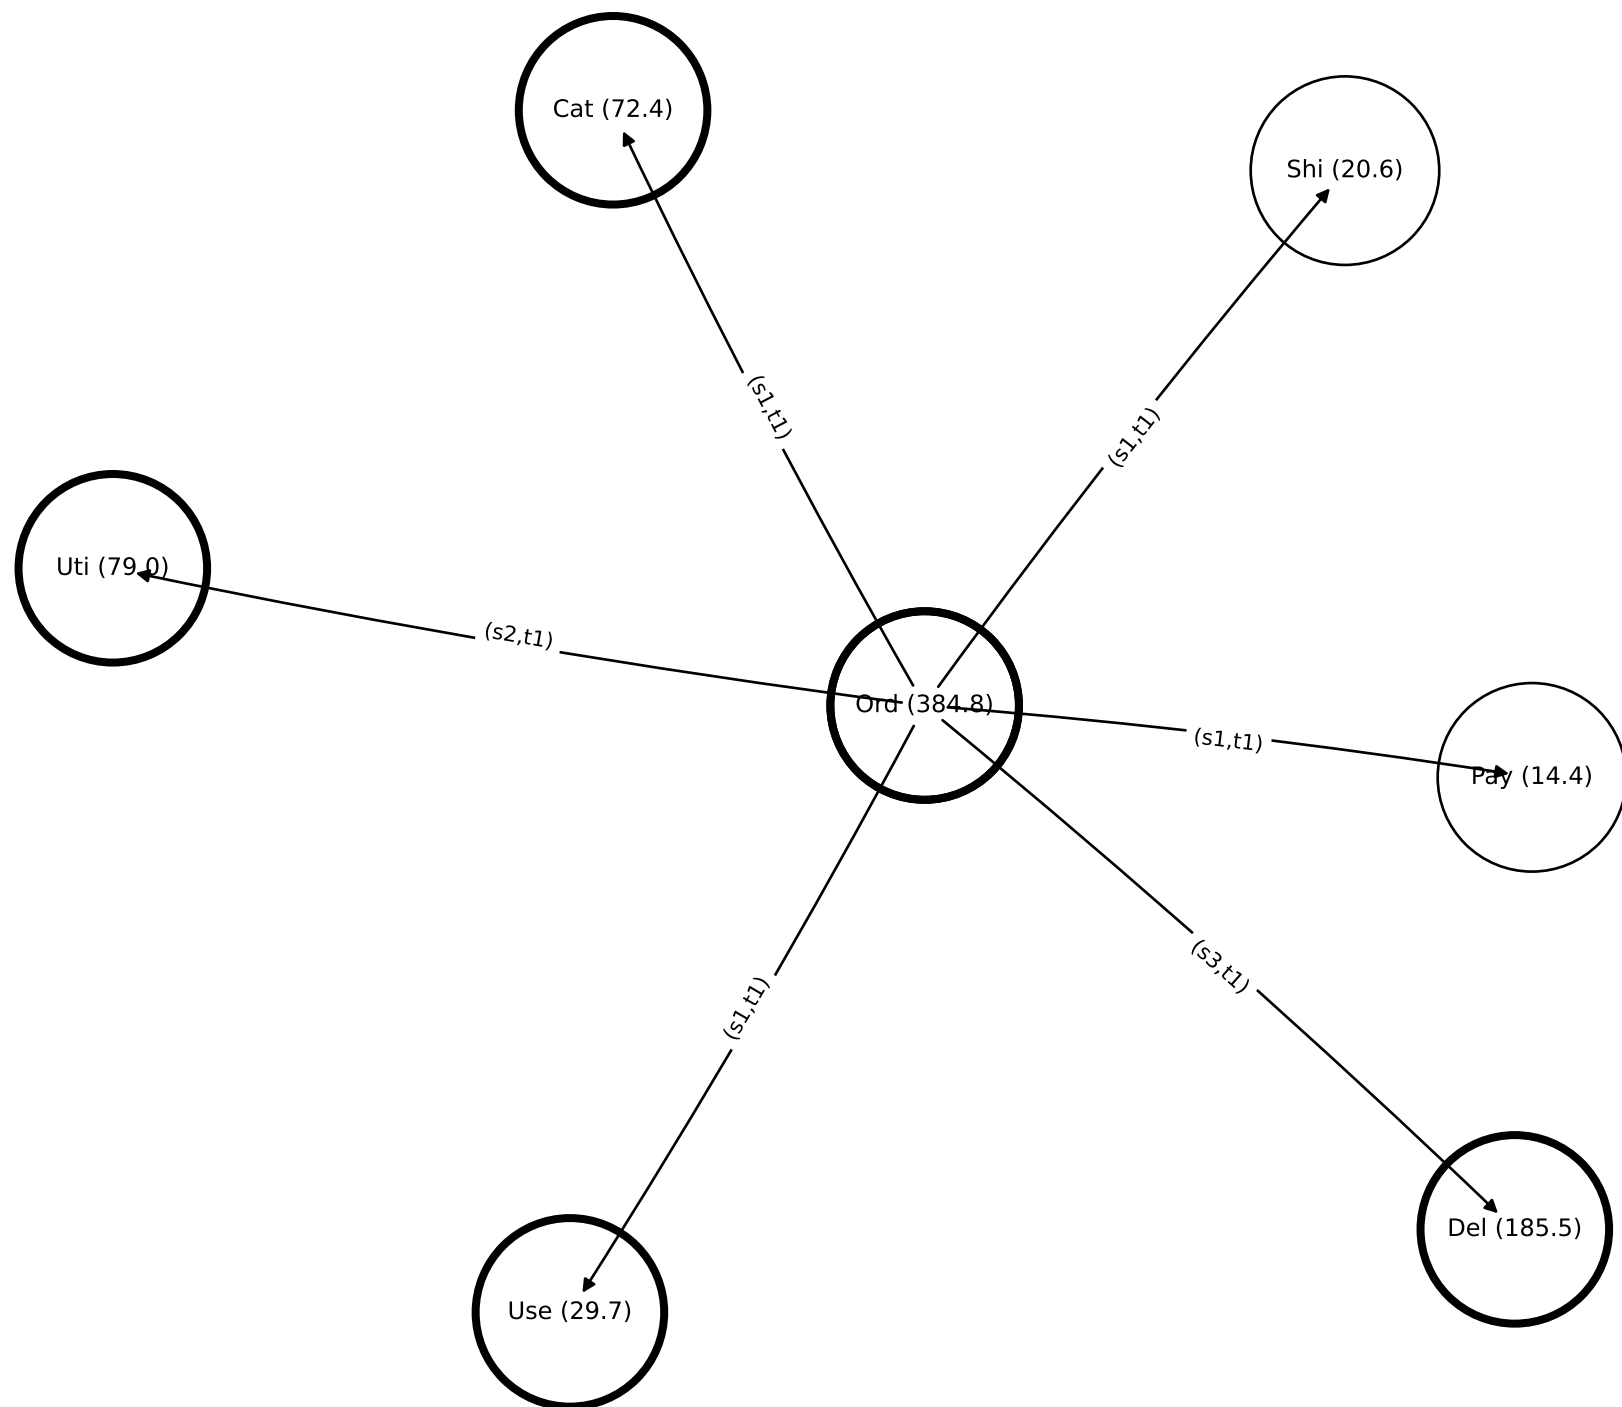 Cat (72.4)
Shi (20.6)
(s1,t1)
(s1,t1)
Uti (79.0)
(s2,t1)
Ord (384.8)
(s1,t1)
Pay (14.4)
(s3,t1)
(s1,t1)
Del (185.5)
Use (29.7)